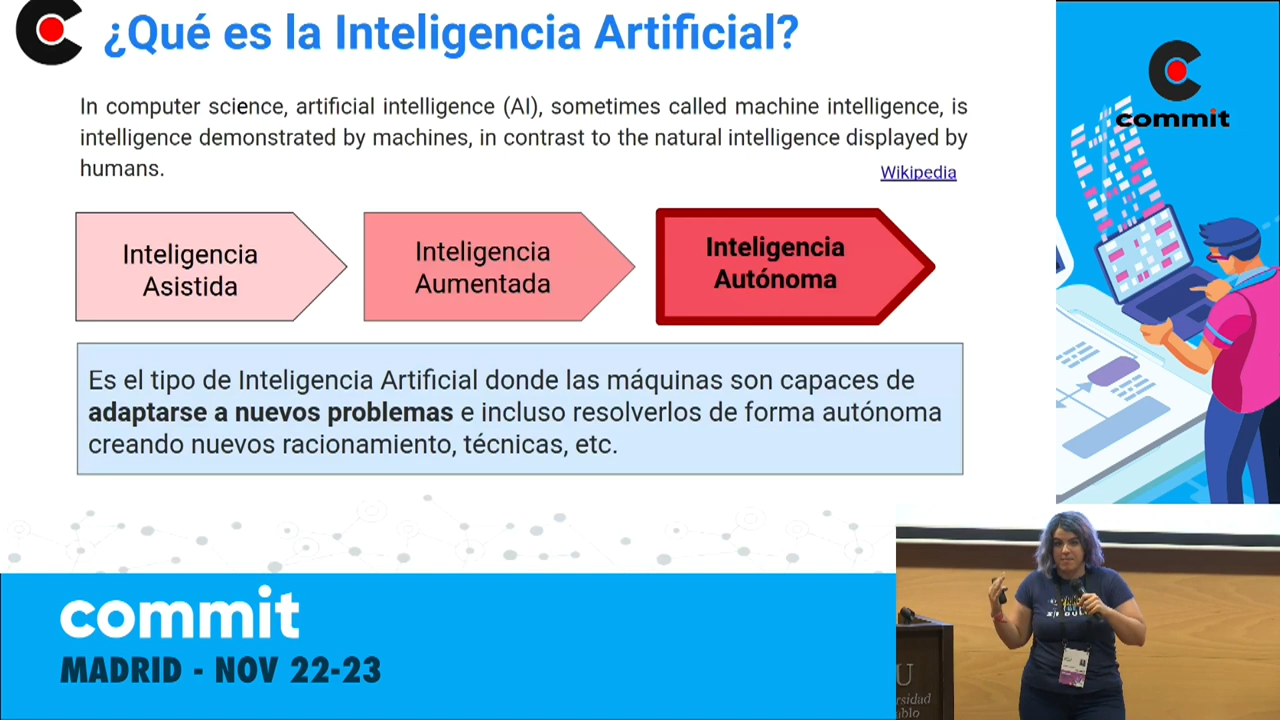 ¿Qué es la Inteligencia Artificial?
In computer science, artificial intelligence (AI), sometimes called machine intelligence, is
intelligence demonstrated by machines, in contrast to the natural intelligence displayed by
humans.
Wikipedia
Inteligencia
Asistida
Inteligencia
Aumentada
Inteligencia
Autónoma
Es el tipo de Inteligencia Artificial donde las máquinas son capaces de
adaptarse a nuevos problemas e incluso resolverlos de forma autónoma
creando nuevos racionamiento, técnicas, etc.
commit
commit
MADRID - NOV 22-23
U
rsidad
ablo